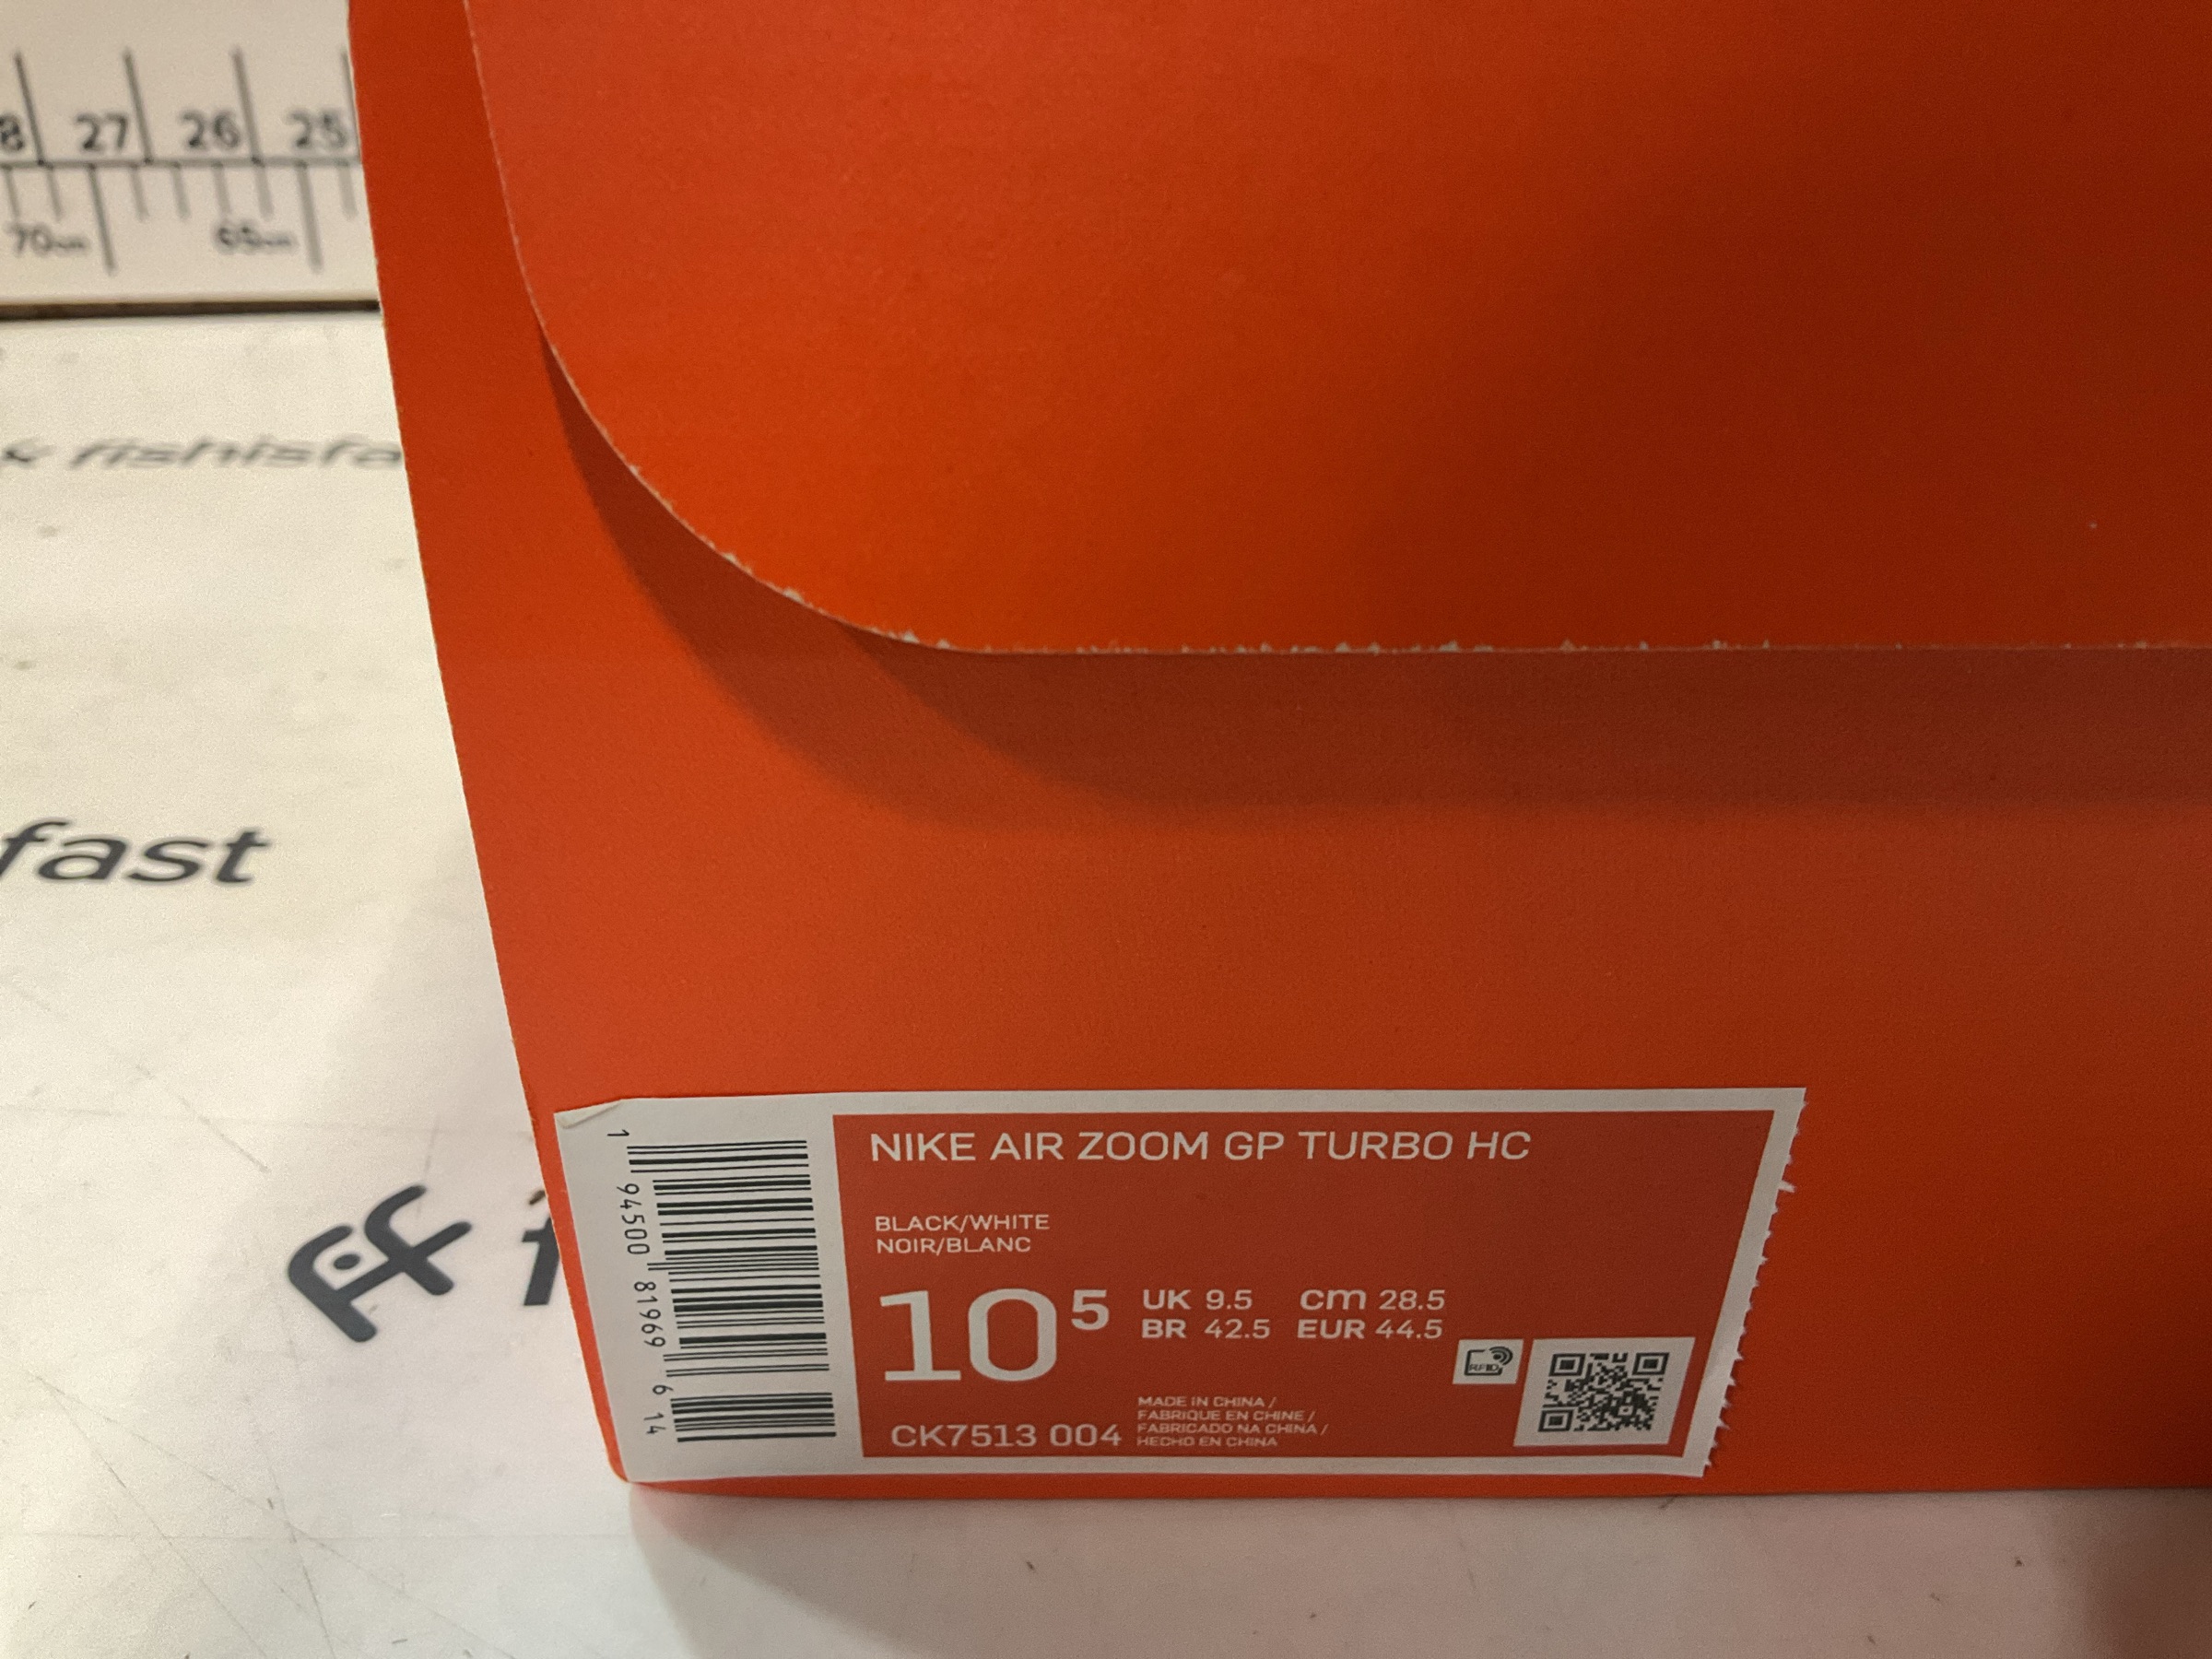 27 26 25
70cm 65cm
fishisfa
fast
NIKE AIR ZOOM GP TURBO HC
BLACK/WHITE
NOIR/BLANC
10 5
UK 9.5 cm 28.5
BR 42.5 EUR 44.5
RFID
CK7513 004
MADE IN CHINA /
FABRIQUE EN CHINE /
FABRICADO NA CHINA /
HECHO EN CHINA
1 94500 81969 6 14